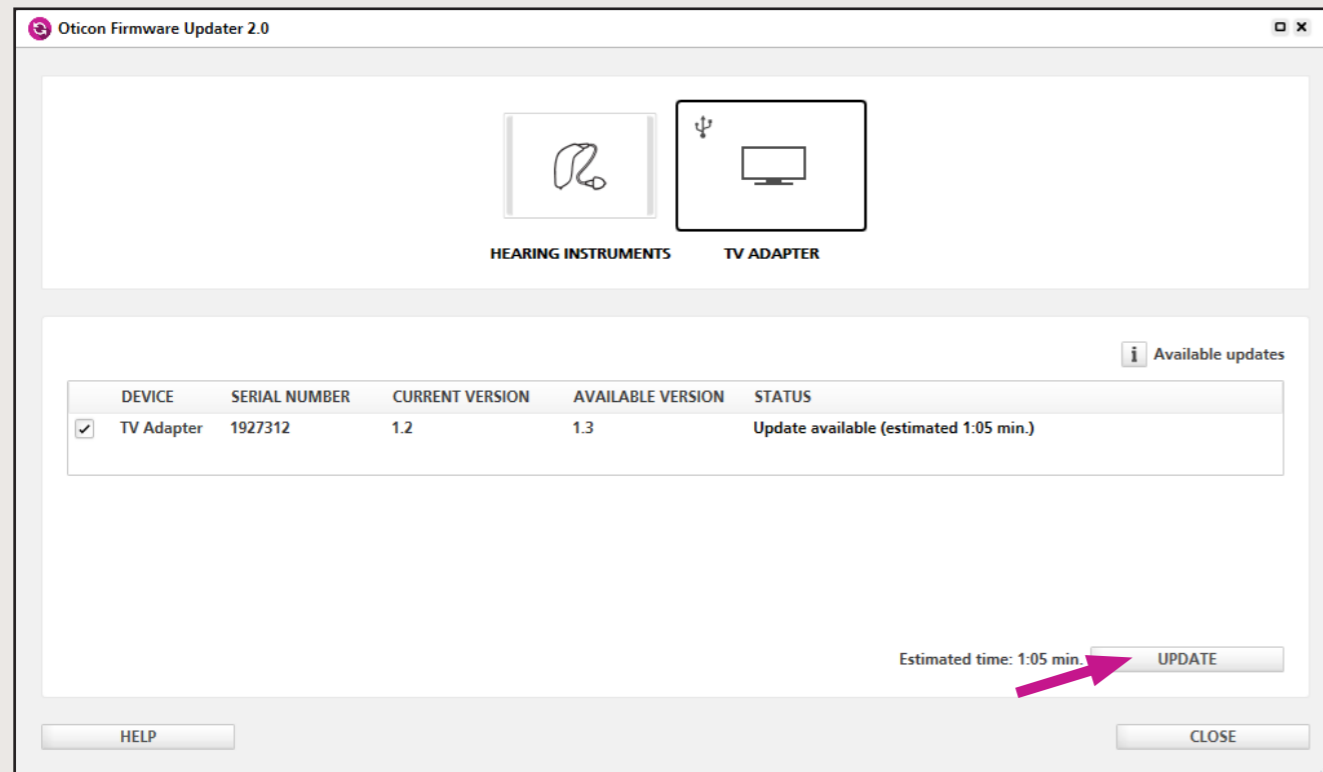 Oticon Firmware Updater 2.0
HEARING INSTRUMENTS TV ADAPTER
i Available updates
DEVICE SERIAL NUMBER CURRENT VERSION AVAILABLE VERSION STATUS
TV Adapter 1927312 1.2 1.3 Update available (estimated 1:05 min.)
Estimated time: 1:05 min. UPDATE
HELP CLOSE